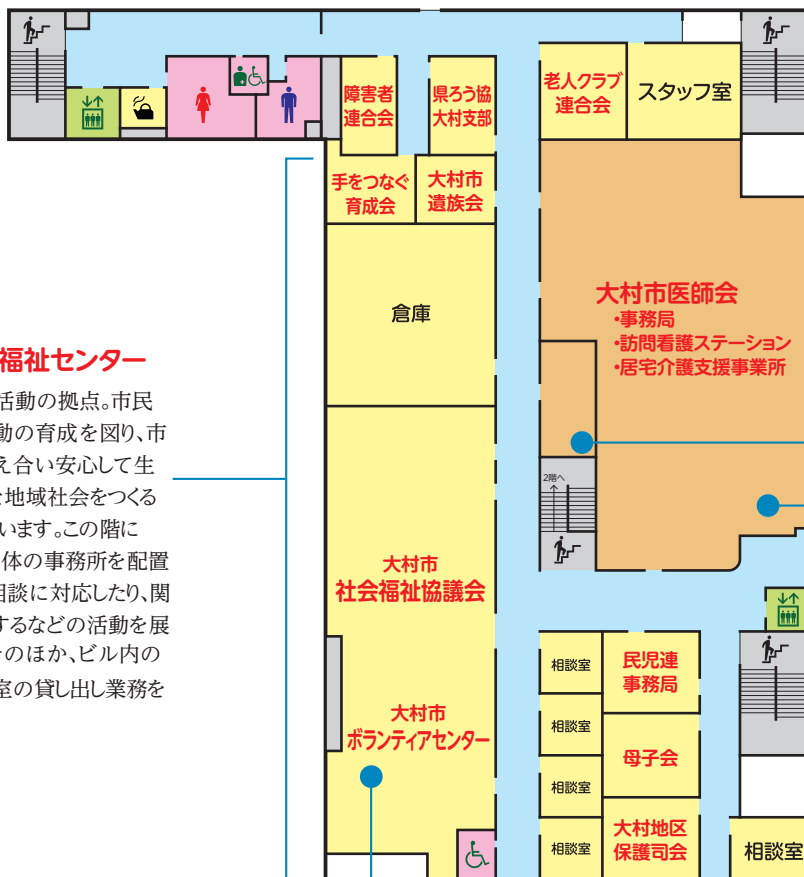 障害者
連合会
県ろう協
大村支部
老人クラブ
連合会
スタッフ室
手をつなぐ
育成会
大村市
遺族会
倉庫
大村市医師会
・事務局
・訪問看護ステーション
・居宅介護支援事業所
福祉センター
活動の拠点。市民
動の育成を図り、市
え合い安心して生
地域社会をつくる
います。この階に
体の事務所を配置
相談に対応したり、関
するなどの活動を展
そのほか、ビル内の
室の貸し出し業務を
2階へ
大村市
社会福祉協議会
大村市
ボランティアセンター
相談室
民児連
事務局
相談室
母子会
相談室
相談室
大村地区
保護司会
相談室